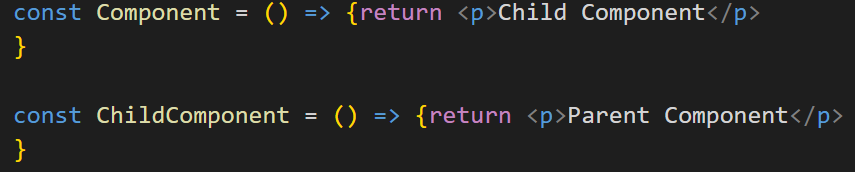 const Component = () => {return <p>Child Component</p>
}
const ChildComponent = () => {return <p>Parent Component</p>
}